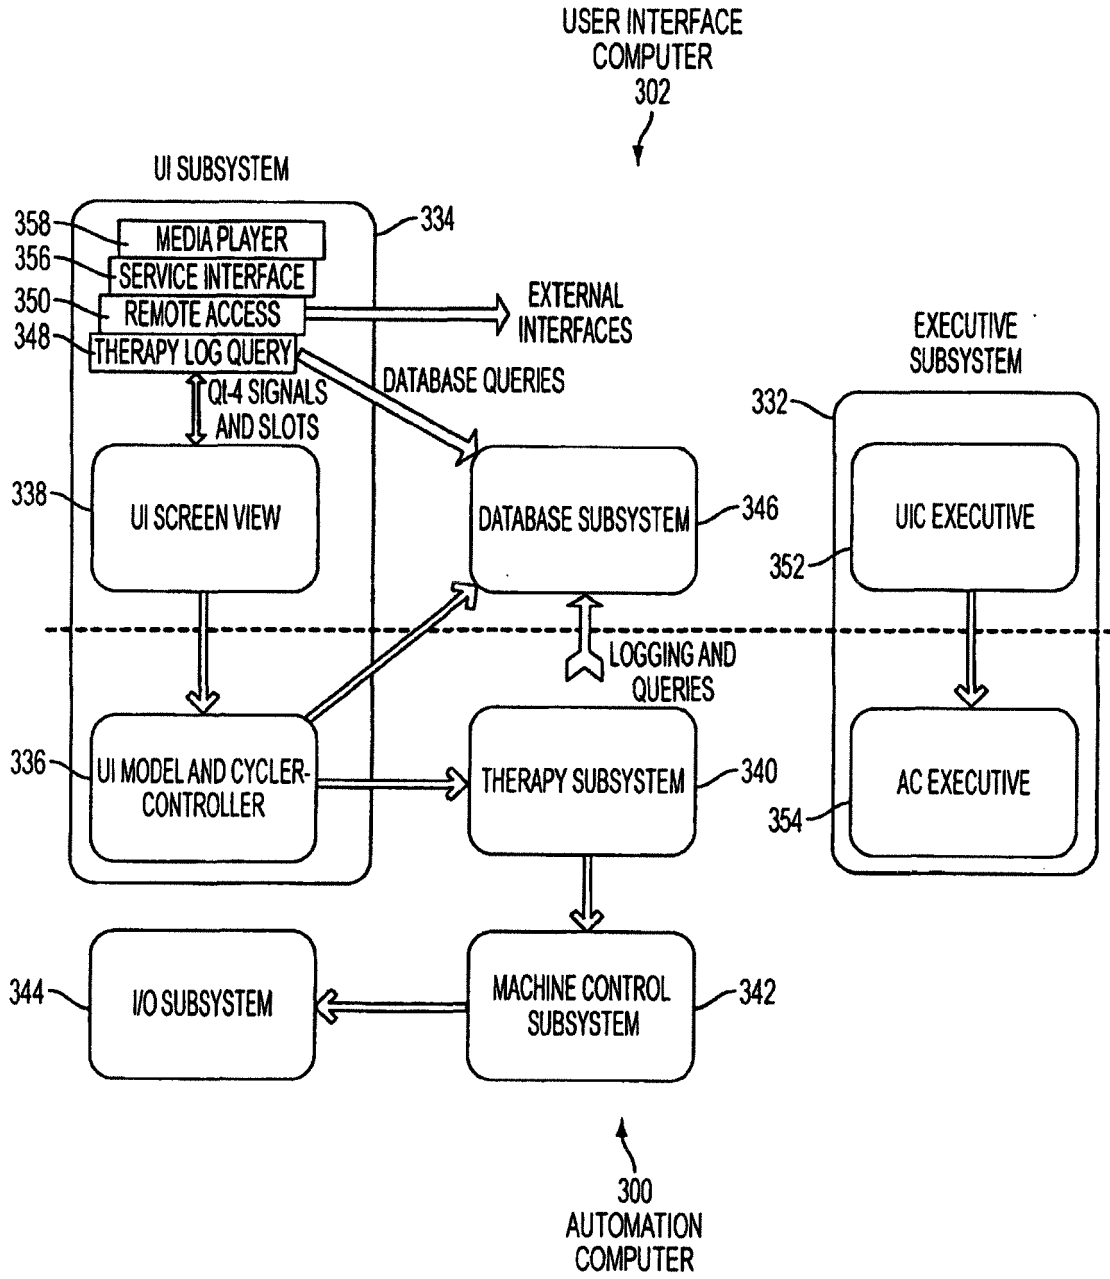 USER INTERFACE
COMPUTER
302
UI SUBSYSTEM
334
358
MEDIA PLAYER
356
SERVICE INTERFACE
350
REMOTE ACCESS
348
THERAPY LOG QUERY
EXTERNAL
INTERFACES
DATABASE QUERIES
QI-4 SIGNALS
AND SLOTS
EXECUTIVE
SUBSYSTEM
332
338
UI SCREEN VIEW
DATABASE SUBSYSTEM
346
UIC EXECUTIVE
352
LOGGING AND
QUERIES
336
UI MODEL AND CYCLER-
CONTROLLER
THERAPY SUBSYSTEM
340
AC EXECUTIVE
354
344
I/O SUBSYSTEM
MACHINE CONTROL
SUBSYSTEM
342
300
AUTOMATION
COMPUTER